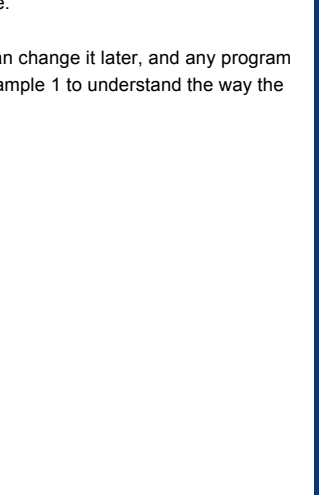 e.
an change it later, and any program
ample 1 to understand the way the